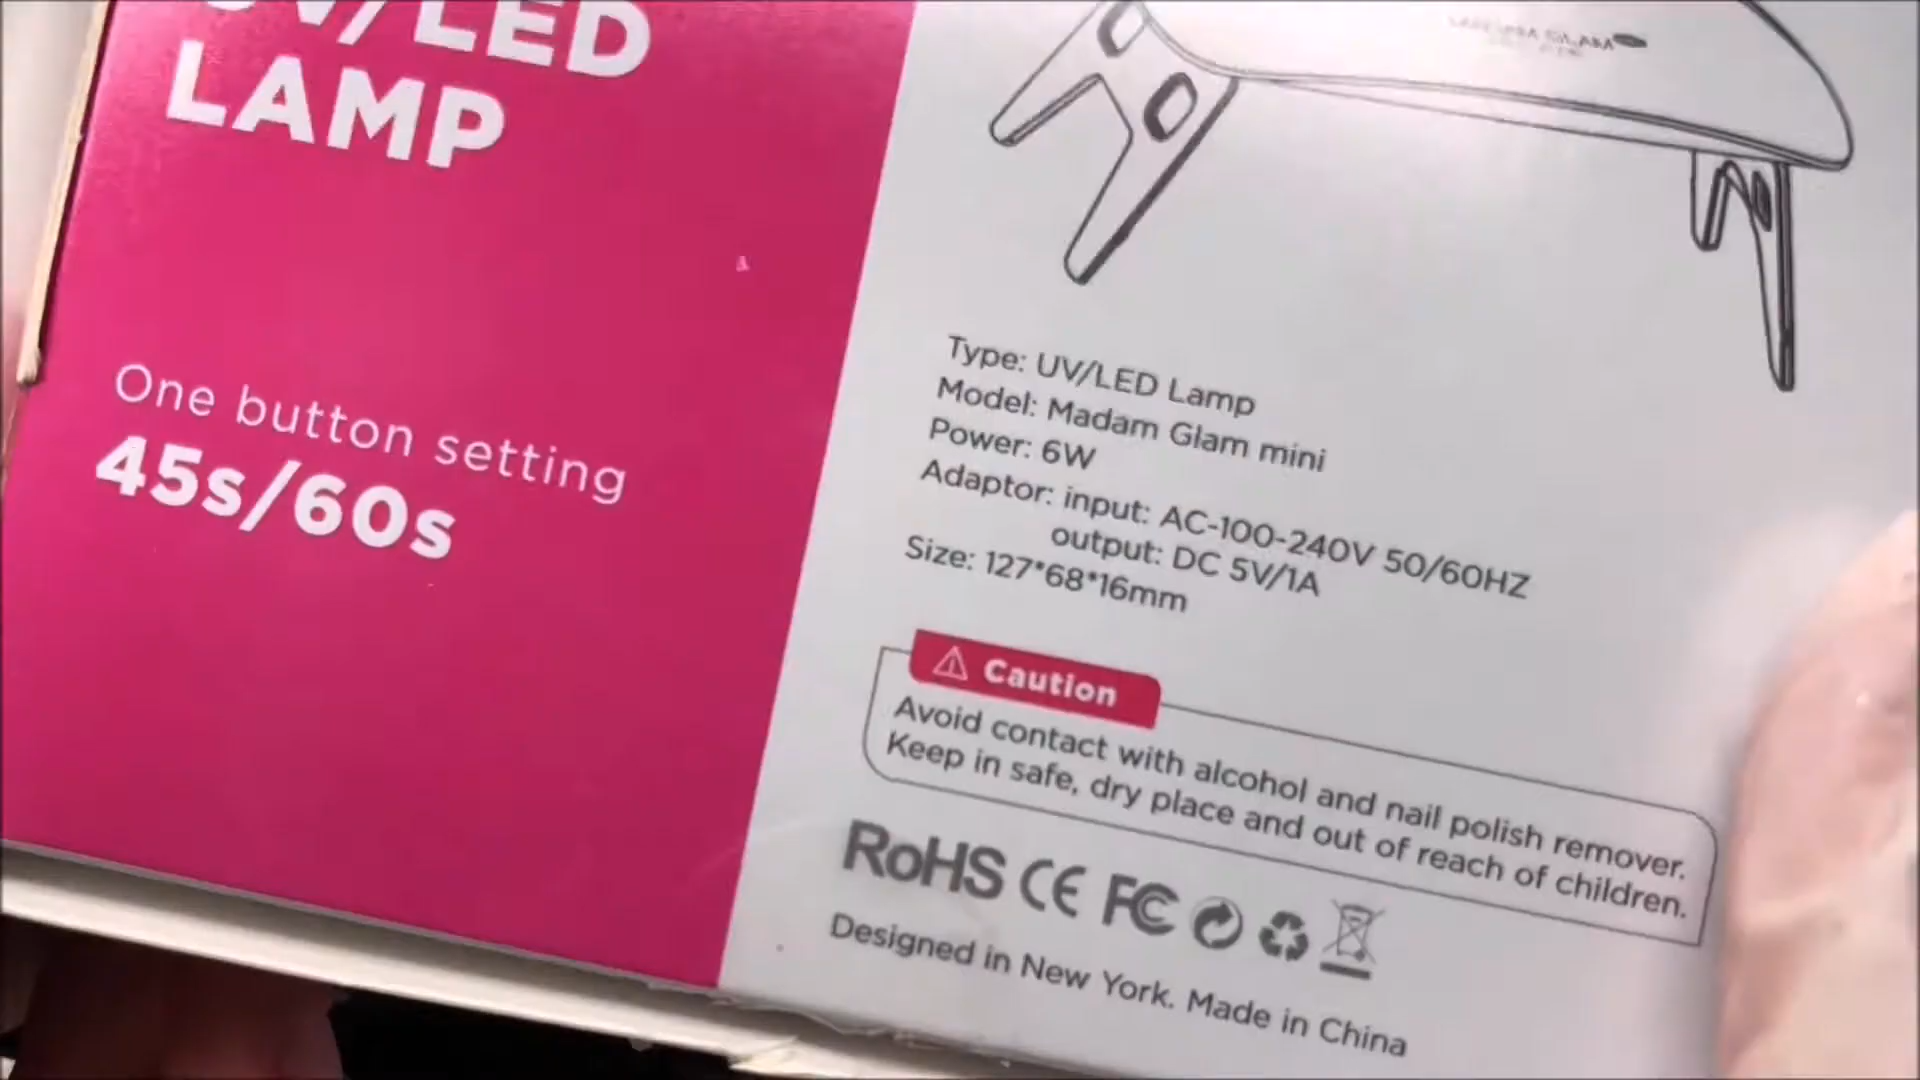 UV/LED
LAMP
One button setting
45s/60s
Type: UV/LED Lamp
Model: Madam Glam mini
Power: 6W
Adaptor: input: AC-100-240V 50/60HZ
output: DC 5V/1A
Size: 127*68*16mm
Caution
Avoid contact with alcohol and nail polish remover.
Keep in safe, dry place and out of reach of children.
RoHS CE FC
Designed in New York. Made in China